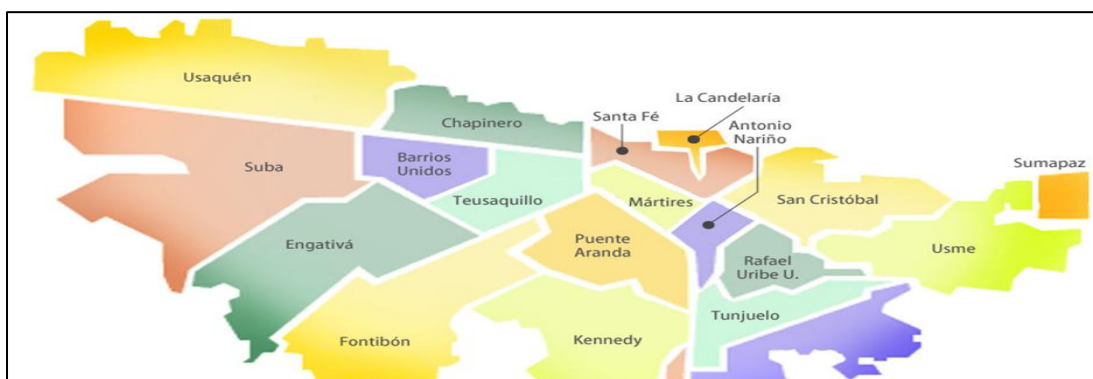 Usaquén
La Candelaría
Santa Fé
Antonio
Nariño
Chapinero
Sumapaz
Barrios
Unidos
Suba
Teusaquillo
Mártires
San Cristóbal
Engativá
Puente
Aranda
Usme
Rafael
Uribe U.
Tunjuelo
Fontibón
Kennedy